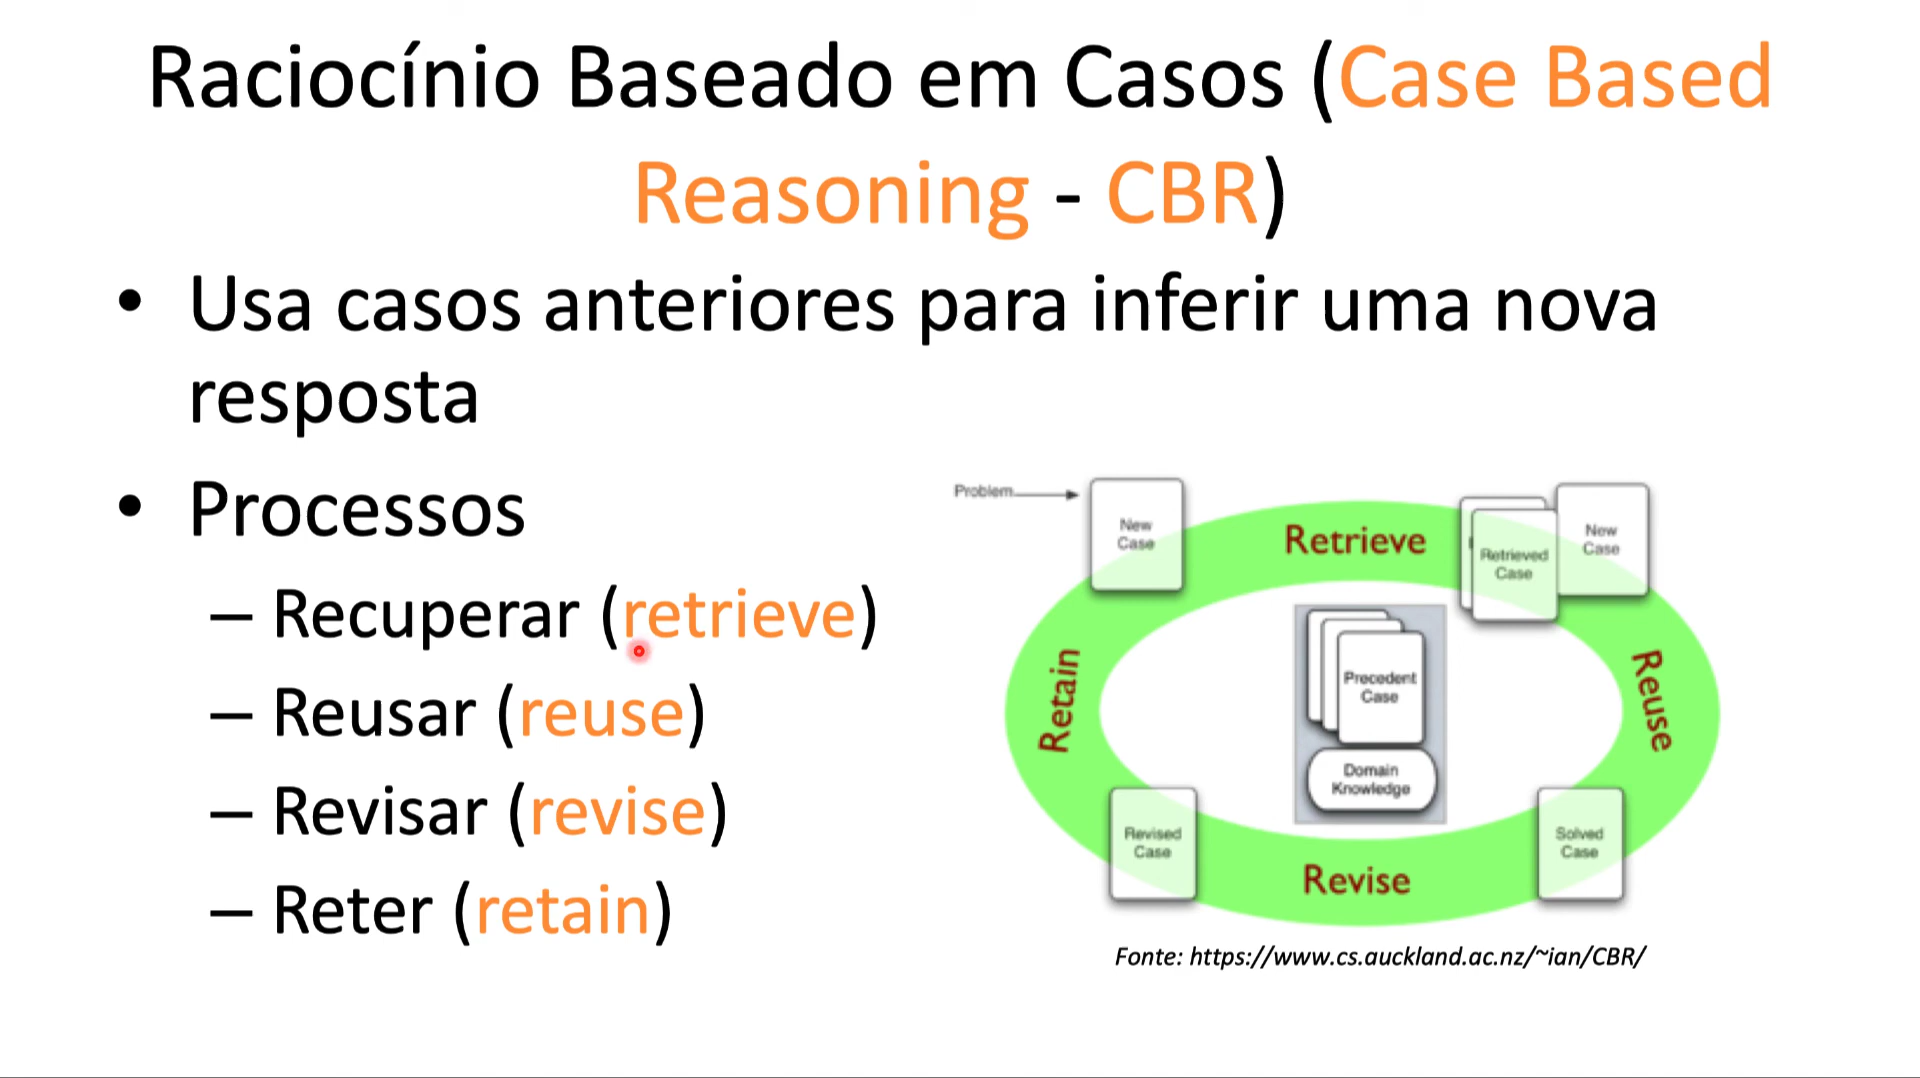 Raciocínio Baseado em Casos (Case Based
Reasoning - CBR)
• Usa casos anteriores para inferir uma nova
resposta
• Processos
– Recuperar (retrieve)
– Reusar (reuse)
– Revisar (revise)
– Reter (retain)
Problem
New
Case
Retrieve
Retrieved
Case
New
Case
Retain
Precedent
Case
Domain
Knowledge
Reuse
Revised
Case
Revise
Solved
Case
Fonte: https://www.cs.auckland.ac.nz/~ian/CBR/